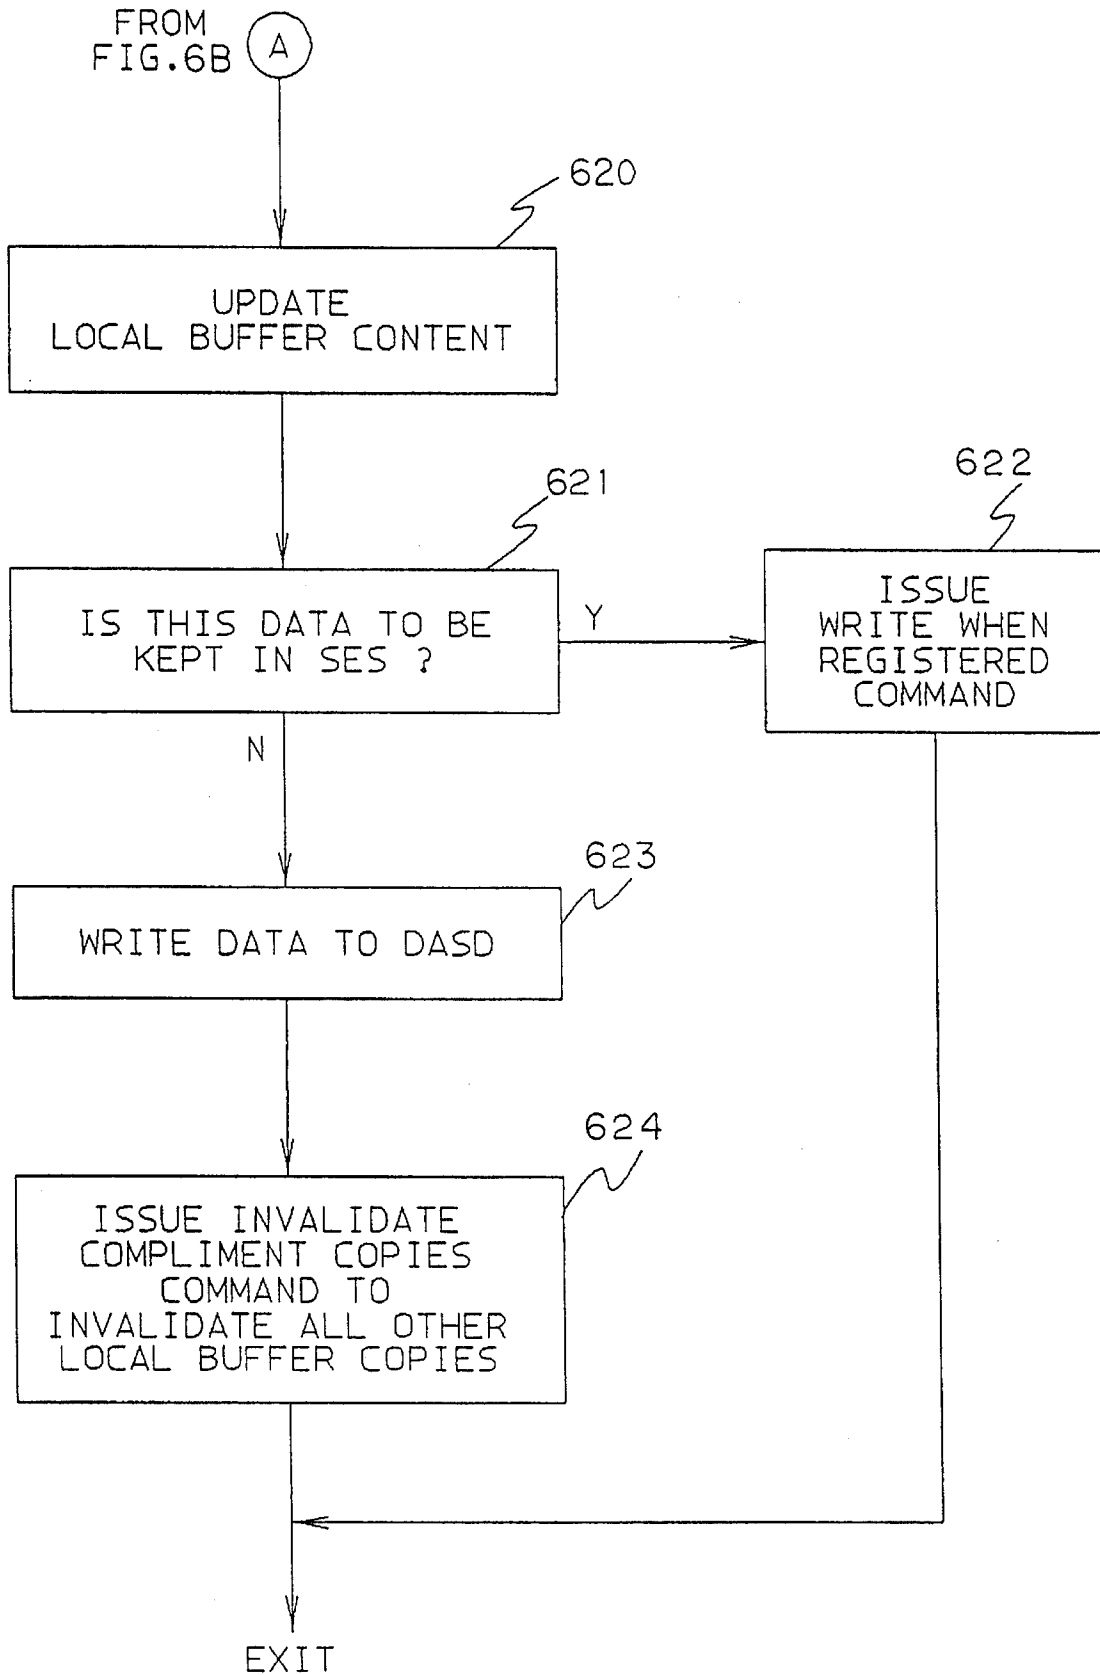 FROM
FIG.6B
A
620
UPDATE
LOCAL BUFFER CONTENT
621
IS THIS DATA TO BE
KEPT IN SES ?
Y
622
ISSUE
WRITE WHEN
REGISTERED
COMMAND
N
623
WRITE DATA TO DASD
624
ISSUE INVALIDATE
COMPLIMENT COPIES
COMMAND TO
INVALIDATE ALL OTHER
LOCAL BUFFER COPIES
EXIT